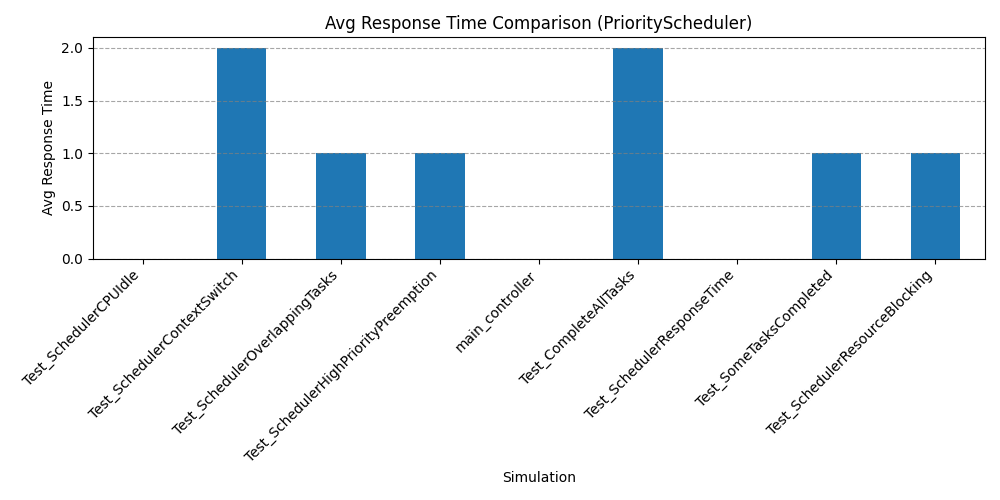 Avg Response Time Comparison (PriorityScheduler)
Avg Response Time
2.0
1.5
1.0
0.5
0.0
Test_SchedulerCPUIdle
Test_SchedulerContextSwitch
Test_SchedulerOverlappingTasks
Test_SchedulerHighPriorityPreemption
main_controller
Test_CompleteAllTasks
Test_SchedulerResponseTime
Test_SomeTasksCompleted
Test_SchedulerResourceBlocking
Simulation